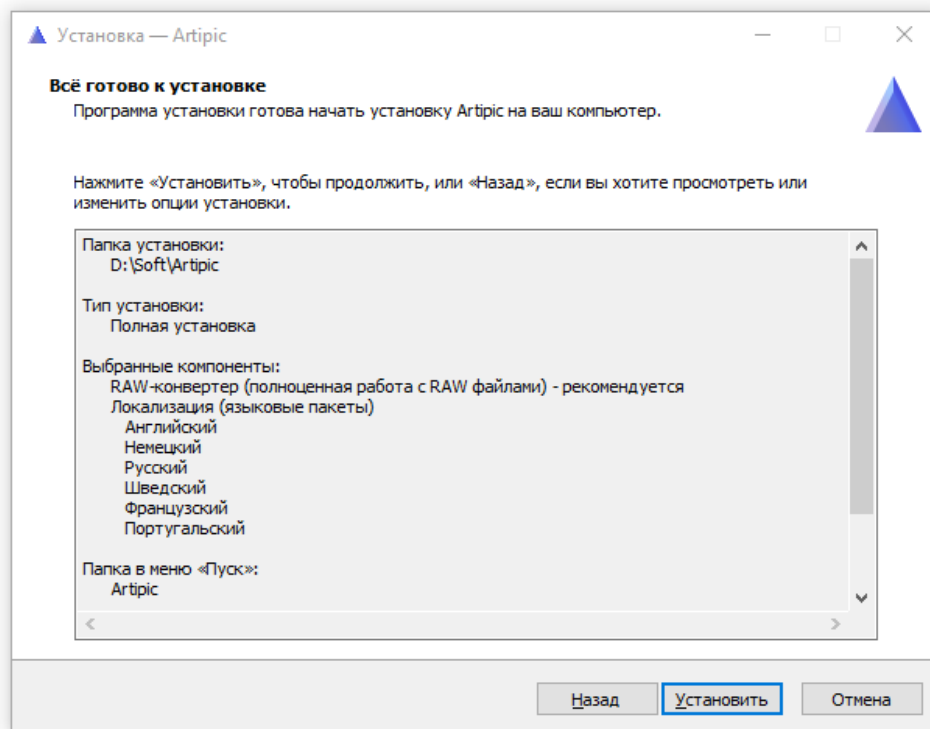 Установка — Artipic
Всё готово к установке
Программа установки готова начать установку Artipic на ваш компьютер.
Нажмите «Установить», чтобы продолжить, или «Назад», если вы хотите просмотреть или
изменить опции установки.
Папка установки:
D:\Soft\Artipic
Тип установки:
Полная установка
Выбранные компоненты:
RAW-конвертер (полноценная работа с RAW файлами) - рекомендуется
Локализация (языковые пакеты)
Английский
Немецкий
Русский
Шведский
Французский
Португальский
Папка в меню «Пуск»:
Artipic
Назад
Установить
Отмена